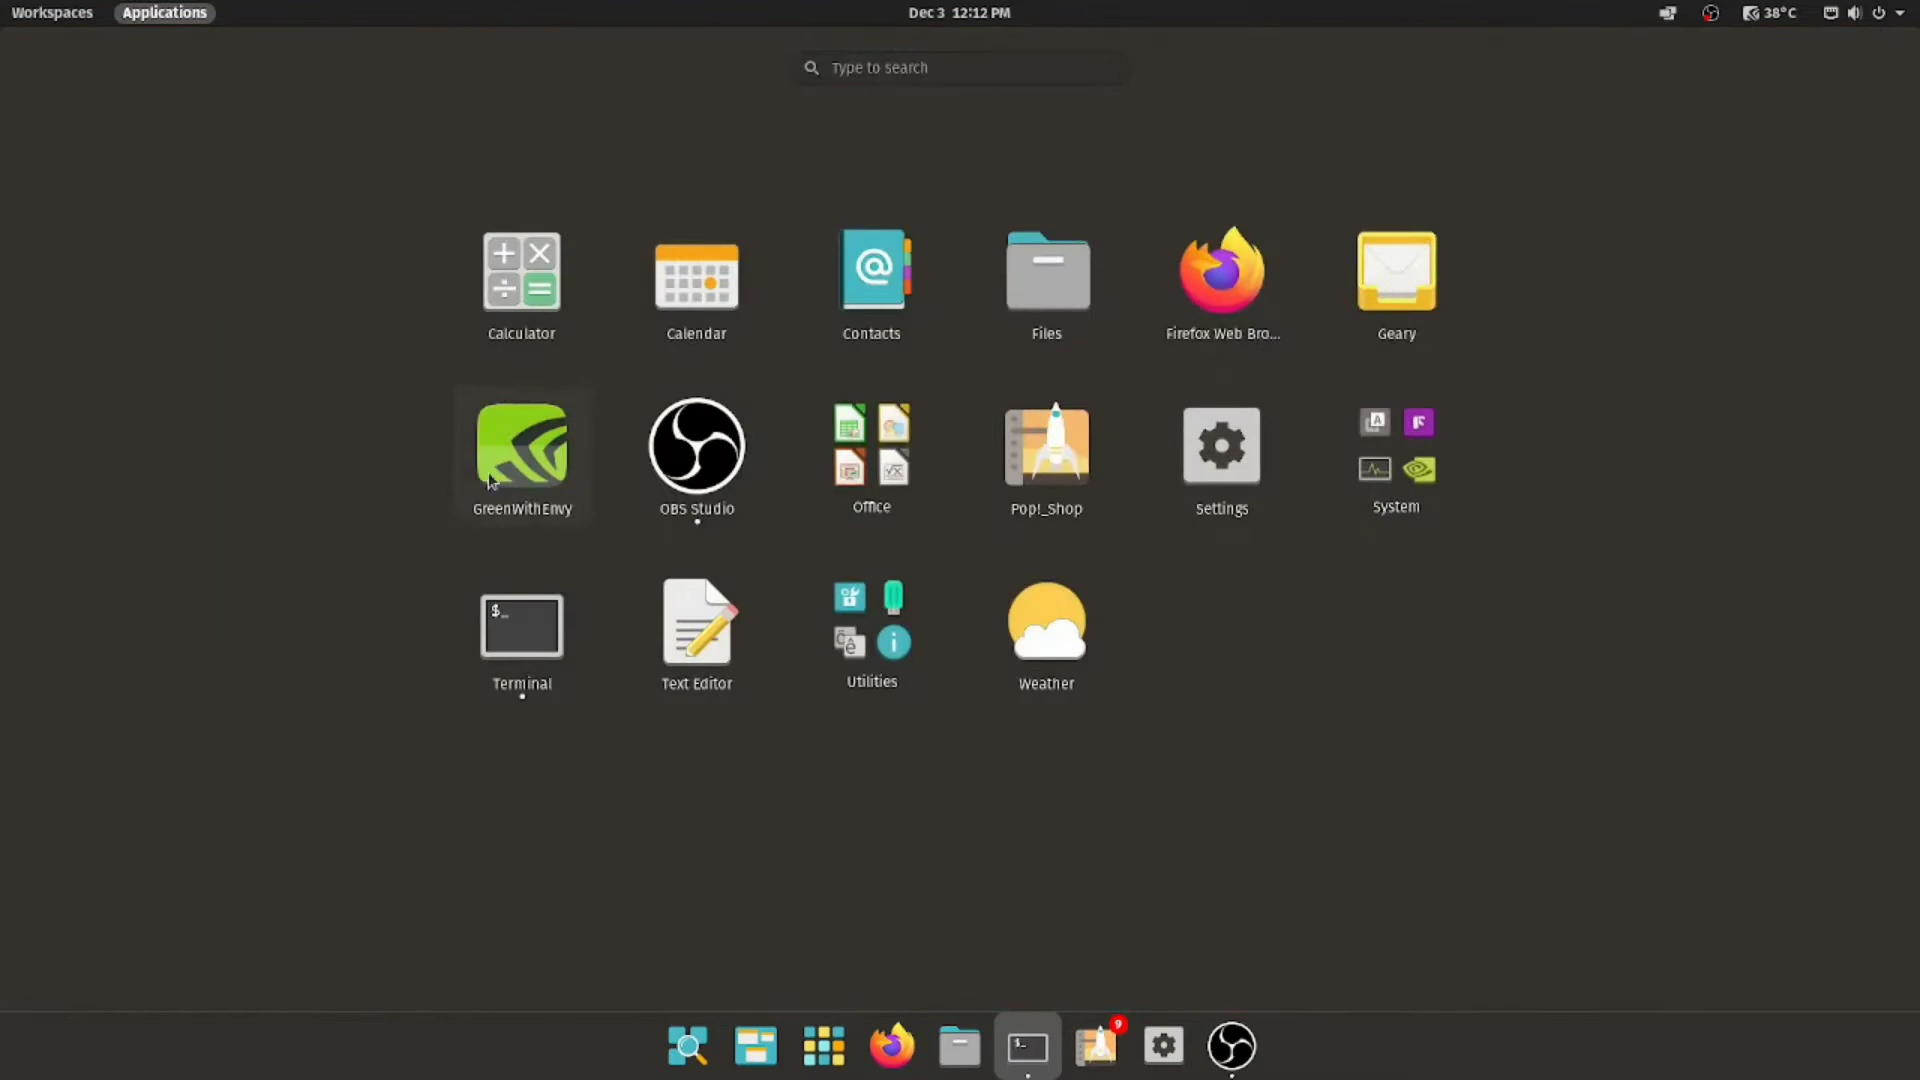 Workspaces Applications Dec 3 12:12 PM 38°C
Type to search
Calculator Calendar Contacts Files Firefox Web Bro... Geary
GreenWithEnvy OBS Studio Office Pop!_Shop Settings System
$_
Terminal Text Editor Utilities Weather
9
$_